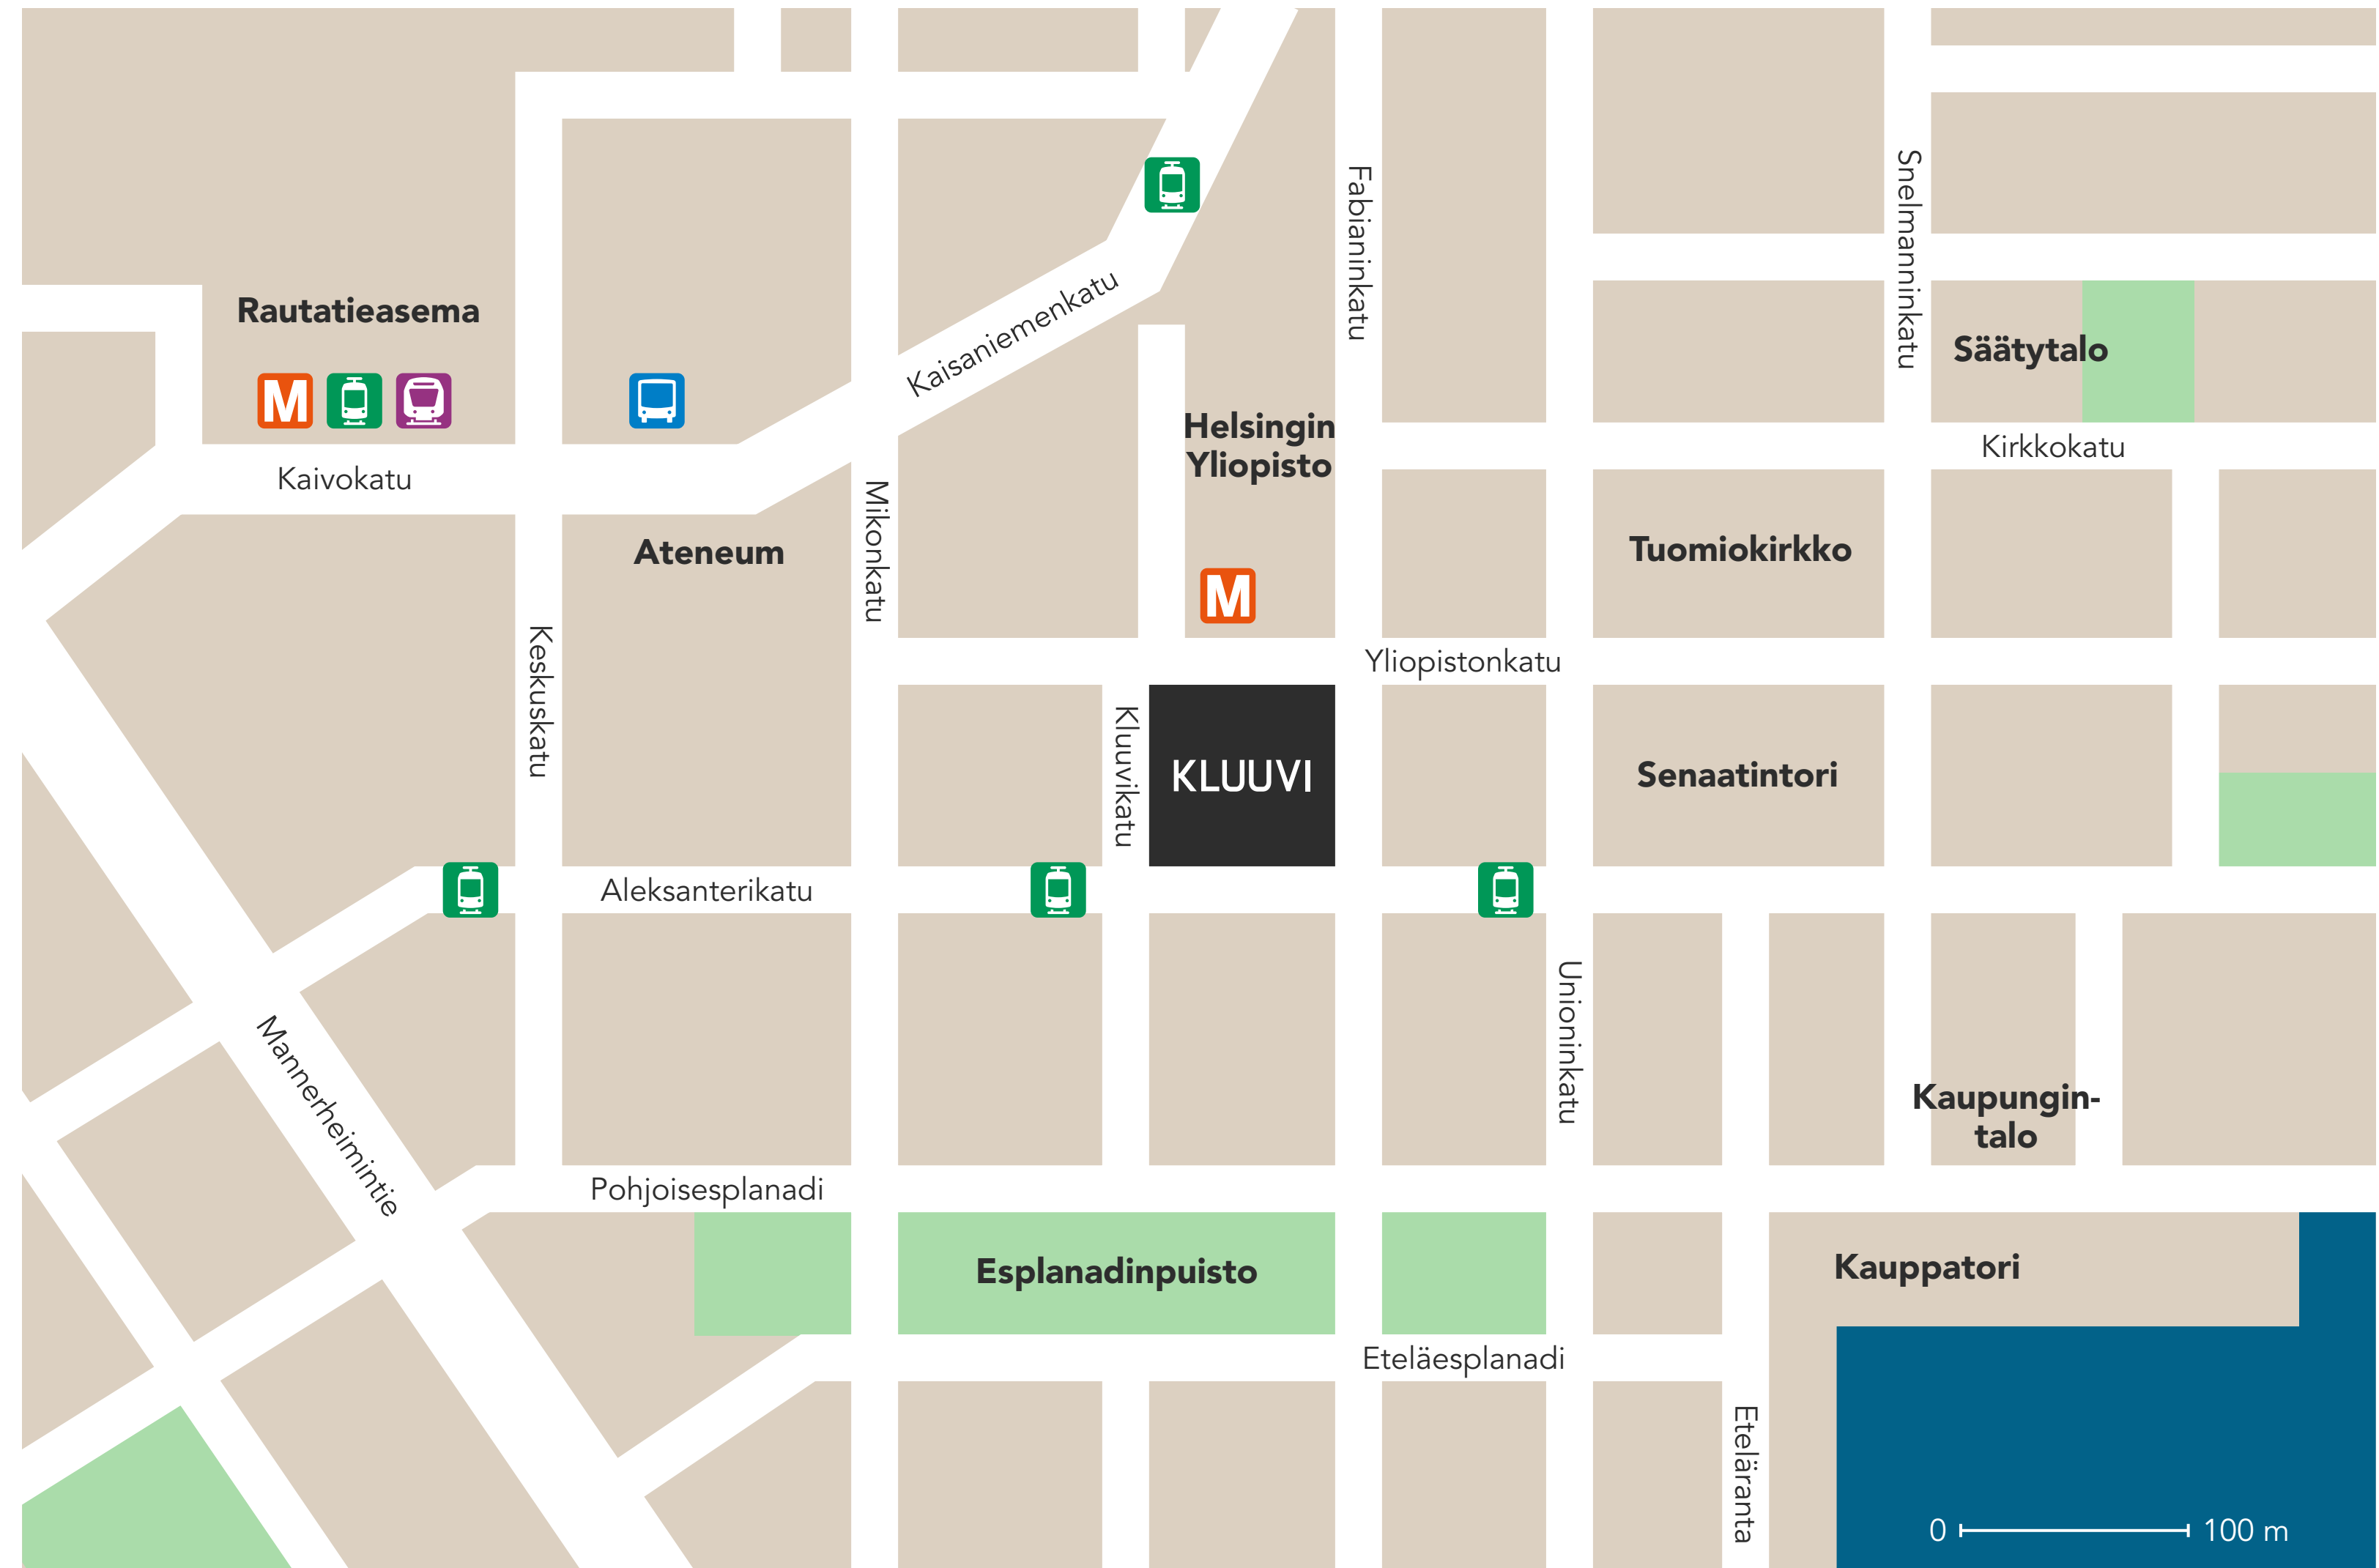 Fabianinkatu
Snelmanninkatu
Rautatieasema
M
Kaisaniemenkatu
Säätytalo
Helsingin
Yliopisto
Kirkkokatu
Kaivokatu
Ateneum
Mikonkatu
Tuomiokirkko
M
Keskuskatu
Yliopistonkatu
Kluuvikatu
KLUUVI
Senaatintori
Aleksanterikatu
Unioninkatu
Mannerheimintie
Kaupungin-
talo
Pohjoisesplanadi
Esplanadinpuisto
Kauppatori
Eteläesplanadi
Eteläranta
0 100 m